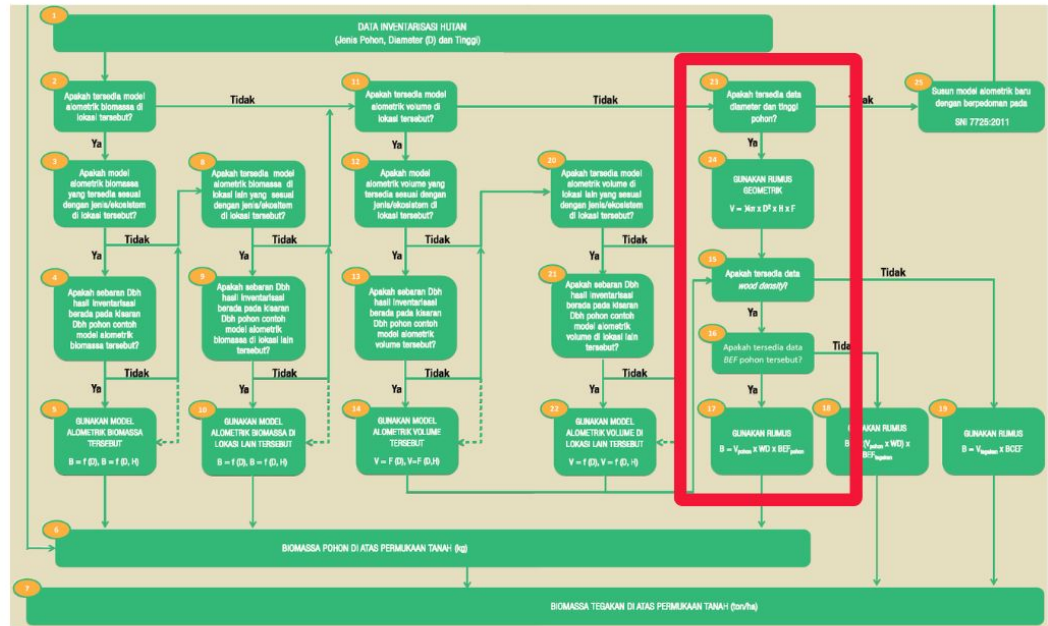 1
DATA INVENTARISASI HUTAN
(Jenis Pohon, Diameter (D) dan Tinggi)
2
Apakah tersedia model
alometrik biomassa di
lokasi tersebut?
Tidak
Ya
3
Apakah model
alometrik biomassa
yang tersedia sesuai
dengan jenis/ekosistem
di lokasi tersebut?
Tidak
Ya
4
Apakah sebaran Dbh
hasil inventarisasi
berada pada kisaran
Dbh pohon contoh
model alometrik
biomassa tersebut?
Tidak
Ya
5
GUNAKAN MODEL
ALOMETRIK BIOMASSA
TERSEBUT
B = f (D), B = f (D, H)
8
Apakah tersedia model
alometrik biomassa di
lokasi lain yang sesuai
dengan jenis/ekosistem
di lokasi tersebut?
Tidak
Ya
9
Apakah sebaran Dbh
hasil inventarisasi
berada pada kisaran
Dbh pohon contoh
model alometrik
biomassa di lokasi lain
tersebut?
Tidak
Ya
10
GUNAKAN MODEL
ALOMETRIK BIOMASSA DI
LOKASI LAIN TERSEBUT
B = f (D), B = f (D, H)
11
Apakah tersedia model
alometrik volume di
lokasi tersebut?
Tidak
Ya
12
Apakah model
alometrik volume yang
tersedia sesuai dengan
jenis/ekosistem di
lokasi tersebut?
Tidak
Ya
13
Apakah sebaran Dbh
hasil inventarisasi
berada pada kisaran
Dbh pohon contoh
model alometrik
volume tersebut?
Tidak
Ya
14
GUNAKAN MODEL
ALOMETRIK VOLUME
TERSEBUT
V = F (D), V=F (D,H)
20
Apakah tersedia model
alometrik volume di
lokasi lain yang sesuai
dengan jenis/ekosistem
di lokasi tersebut?
Tidak
Ya
21
Apakah sebaran Dbh
hasil inventarisasi
berada pada kisaran
Dbh pohon contoh
model alometrik
volume di lokasi lain
tersebut?
Tidak
Ya
22
GUNAKAN MODEL
ALOMETRIK VOLUME DI
LOKASI LAIN TERSEBUT
V = f (D), V = f (D, H)
23
Apakah tersedia data
diameter dan tinggi
pohon?
Ya
24
GUNAKAN RUMUS
GEOMETRIK
V = ¼π x D² x H x F
15
Apakah tersedia data
wood density?
Tidak
Ya
16
Apakah tersedia data
BEF pohon tersebut?
Ya
17
GUNAKAN RUMUS
B = Vpohon x WD x BEFpohon
18
RUMUS
19
GUNAKAN RUMUS
B = Vtegakan x BCEF
25
Susun model alometrik baru
dengan berpedoman pada
SNI 7725:2011
6
BIOMASSA POHON DI ATAS PERMUKAAN TANAH (kg)
7
BIOMASSA TEGAKAN DI ATAS PERMUKAAN TANAH (ton/ha)